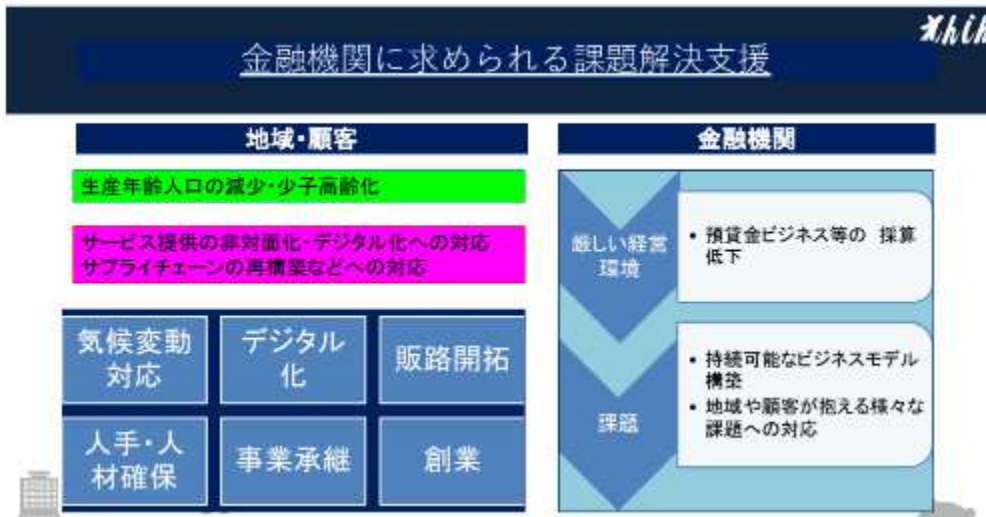 金融機関に求められる課題解決支援
地域・顧客
生産年齢人口の減少・少子高齢化
サービス提供の非対面化・デジタル化への対応
サプライチェーンの再構築などへの対応
気候変動
対応
デジタル
化
販路開拓
人手・人
材確保
事業承継
創業
金融機関
厳しい経営
環境
• 預貸金ビジネス等の 採算
低下
課題
• 持続可能なビジネスモデル
構築
• 地域や顧客が抱える様々な
課題への対応